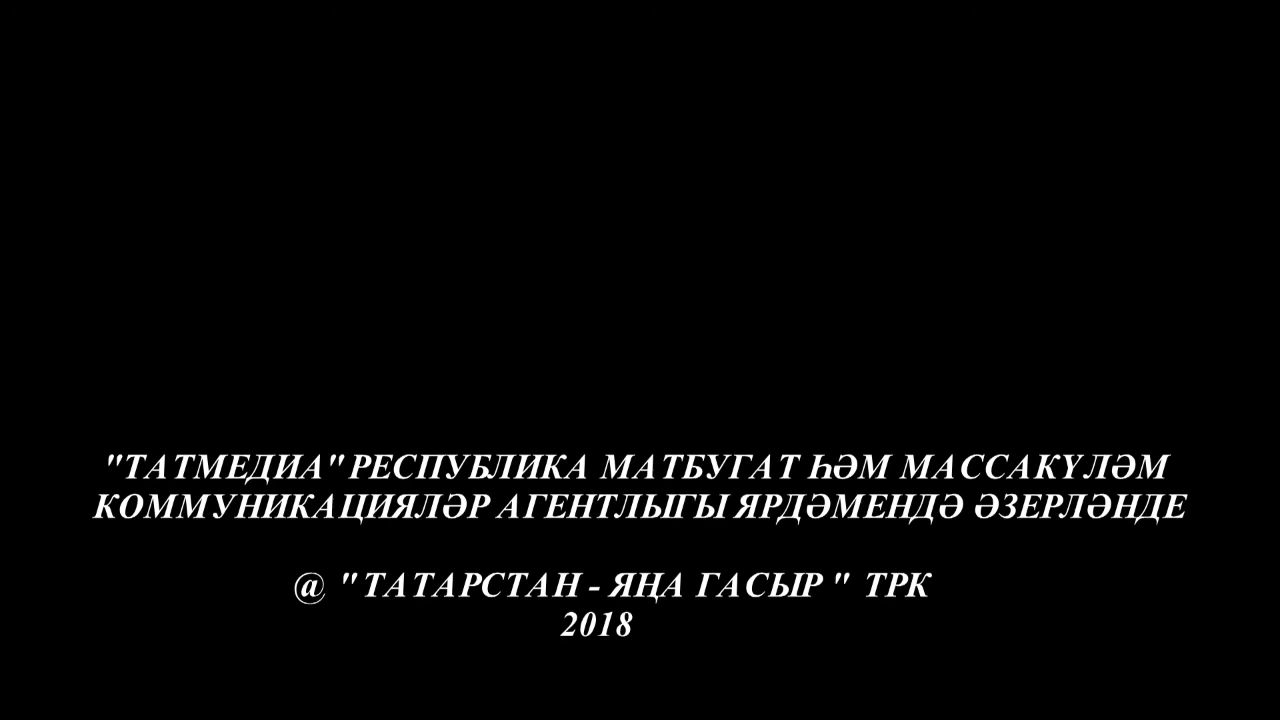 "ТАТМЕДИА" РЕСПУБЛИКА МАТБУГАТ ҺӘМ МАССАКҮЛӘМ
КОММУНИКАЦИЯЛӘР АГЕНТЛЫГЫ ЯРДӘМЕНДӘ ӘЗЕРЛӘНДЕ
@ "ТАТАРСТАН - ЯҢА ГАСЫР" ТРК
2018